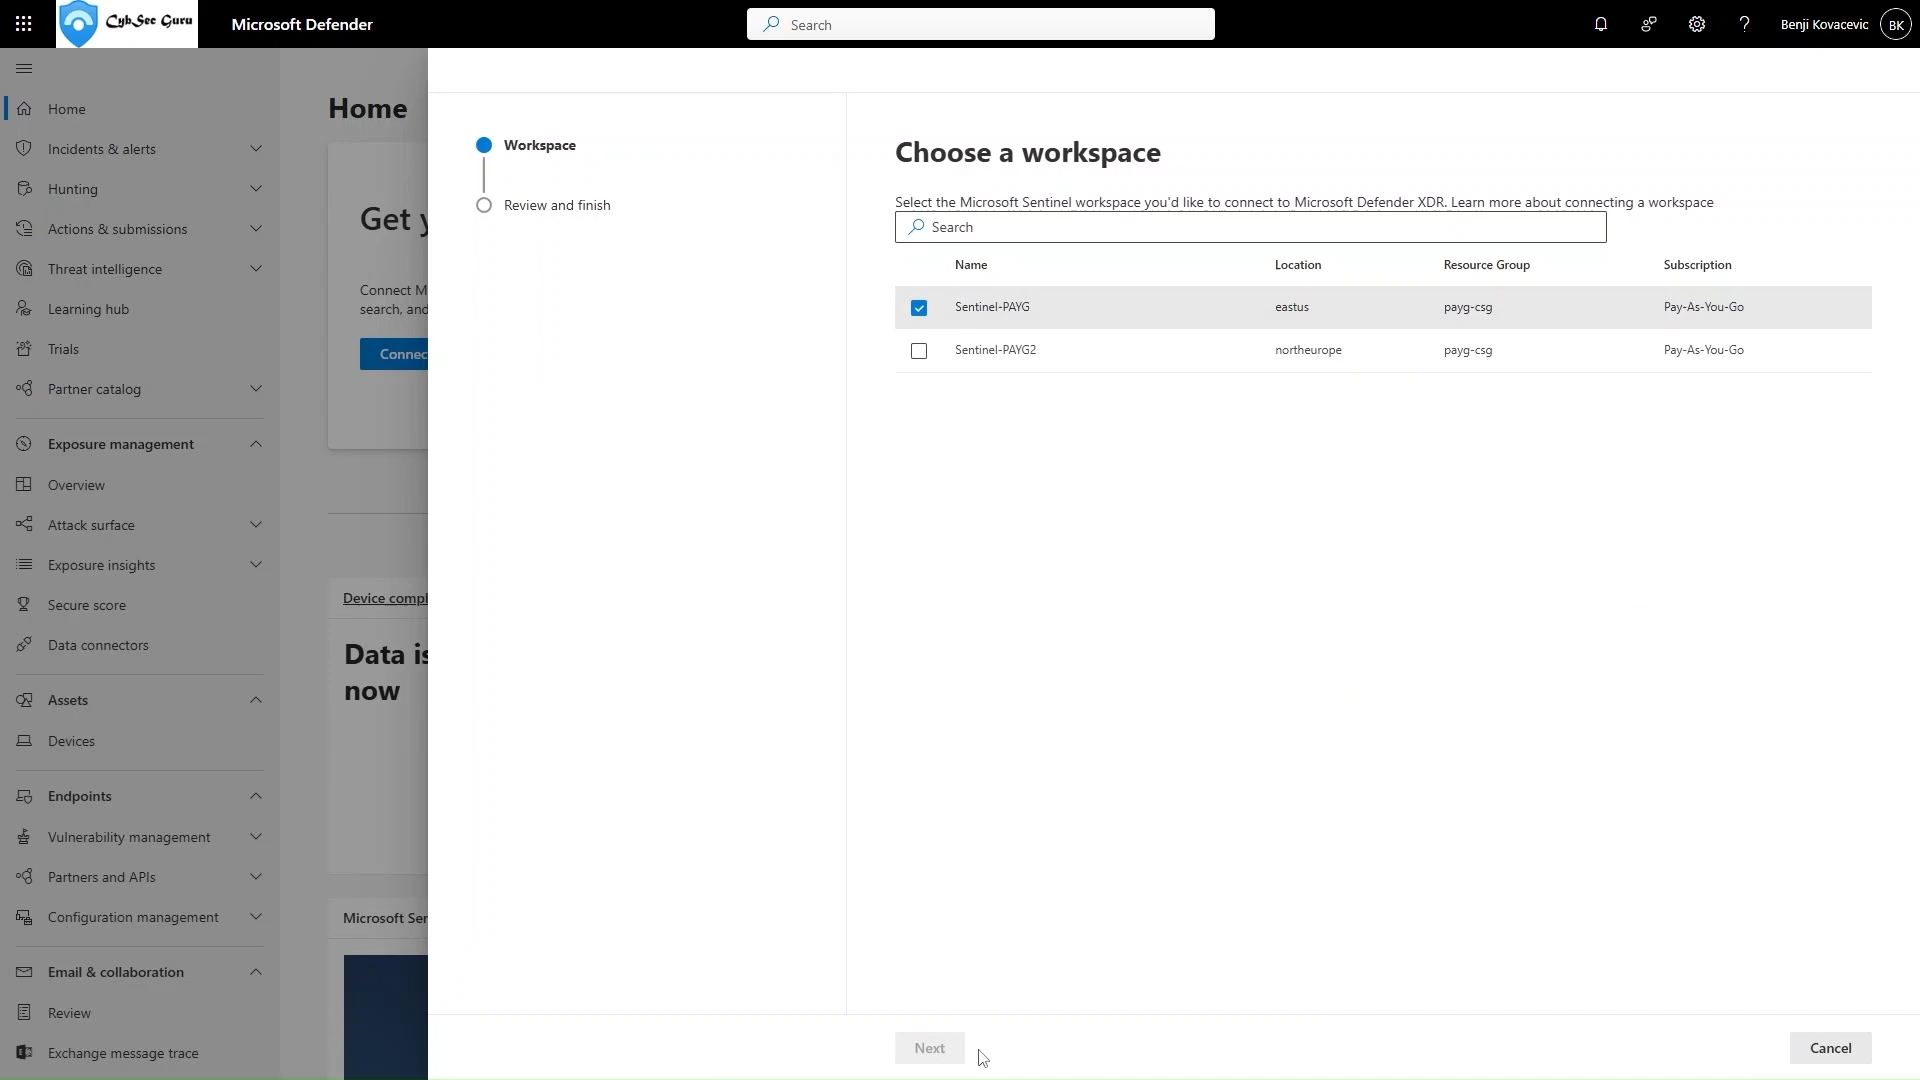 CybSec Guru
Microsoft Defender
Search
Benji Kovacevic
BK
Home
Incidents & alerts
Hunting
Actions & submissions
Threat intelligence
Learning hub
Trials
Partner catalog
Exposure management
Overview
Attack surface
Exposure insights
Secure score
Data connectors
Assets
Devices
Endpoints
Vulnerability management
Partners and APIs
Configuration management
Email & collaboration
Review
Exchange message trace
Home
Get y
Connect M
search, and
Connec
Device compl
Data is
now
Microsoft Ser
Workspace
Review and finish
Choose a workspace
Select the Microsoft Sentinel workspace you'd like to connect to Microsoft Defender XDR. Learn more about connecting a workspace
Search
Name Location Resource Group Subscription
Sentinel-PAYG eastus payg-csg Pay-As-You-Go
Sentinel-PAYG2 northeurope payg-csg Pay-As-You-Go
Next
Cancel